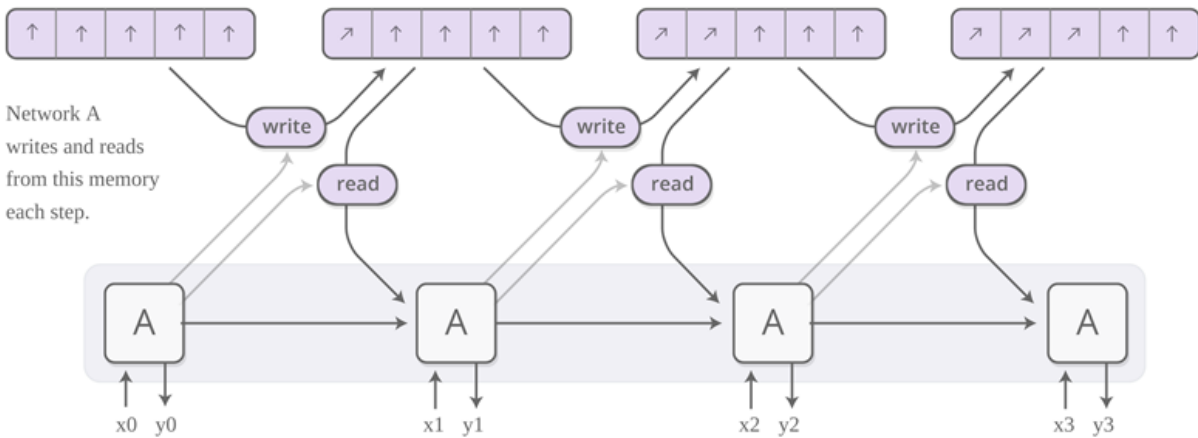 write
write
write
Network A
writes and reads
from this memory
each step.
read
read
read
A
A
A
A
x0 y0
x1 y1
x2 y2
x3 y3